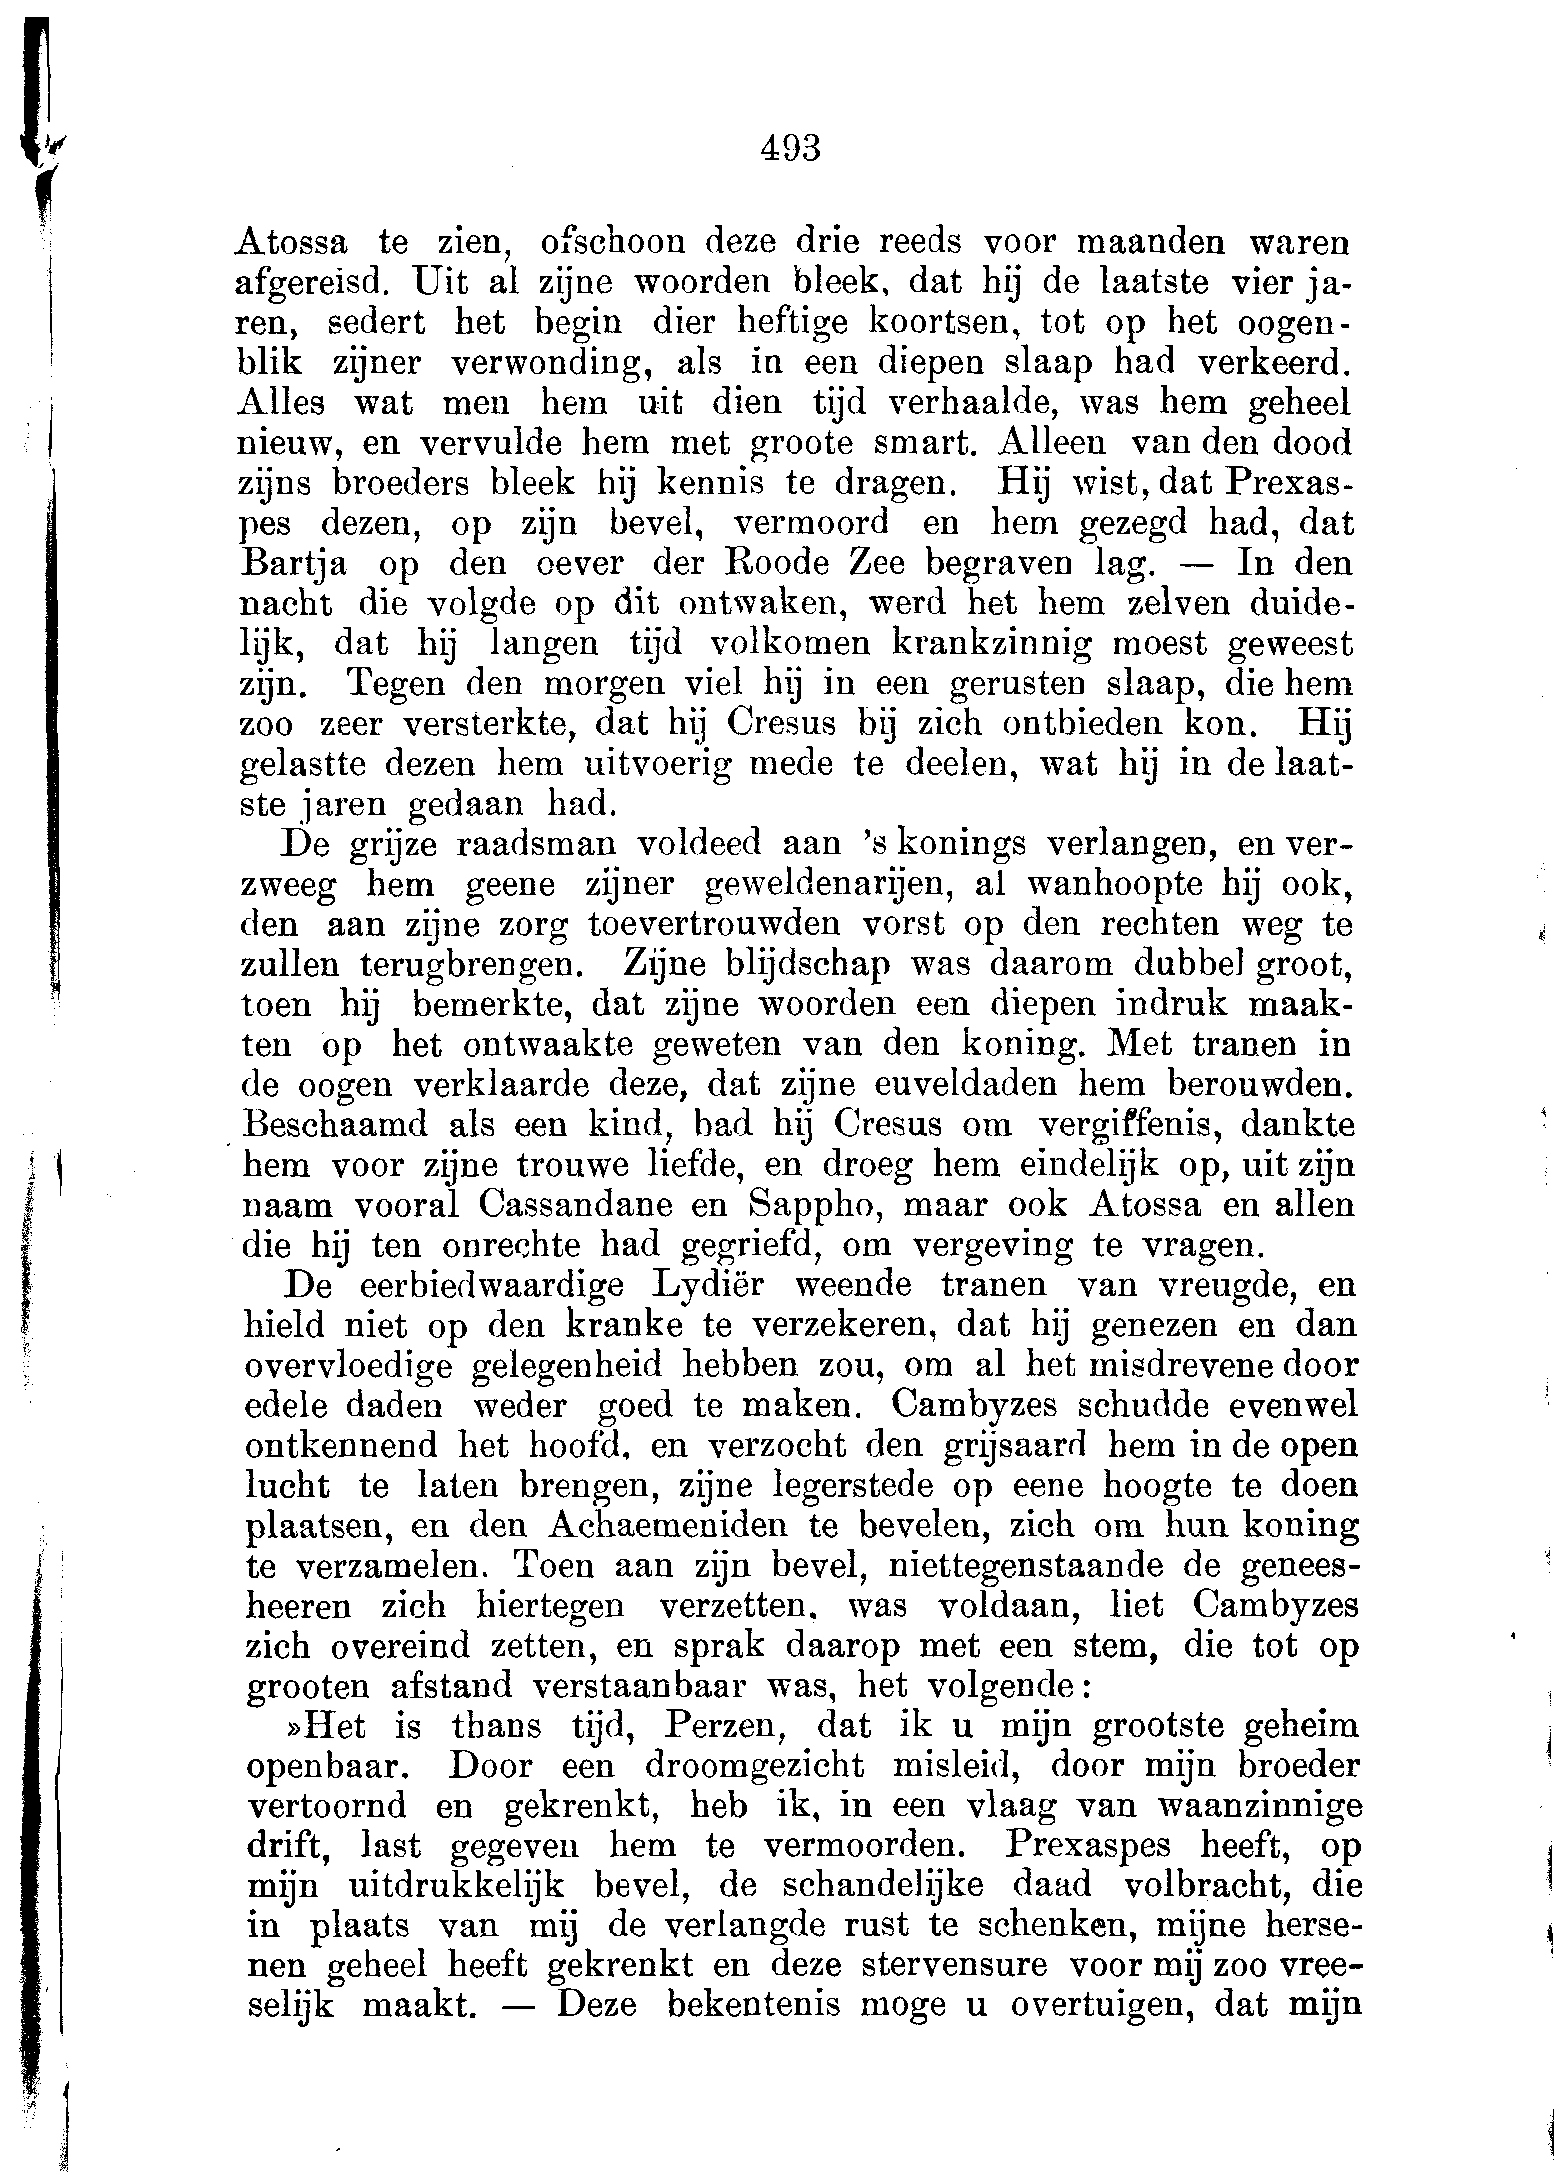 493
Atossa te zien, ofschoon deze drie reeds voor maanden waren
afgereisd. Uit al zijne woorden bleek, dat hij de laatste vier ja-
ren, sedert het begin dier heftige koortsen, tot op het oogen-
blik zijner verwonding, als in een diepen slaap had verkeerd.
Alles wat men hem uit dien tijd verhaalde, was hem geheel
nieuw, en vervulde hem met groote smart. Alleen van den dood
zijns broeders bleek hij kennis te dragen. Hij wist, dat Prexas-
pes dezen, op zijn bevel, vermoord en hem gezegd had, dat
Bartja op den oever der Roode Zee begraven lag. — In den
nacht die volgde op dit ontwaken, werd het hem zelven duide-
lijk, dat hij langen tijd volkomen krankzinnig moest geweest
zijn. Tegen den morgen viel hij in een gerusten slaap, die hem
zoo zeer versterkte, dat hij Cresus bij zich ontbieden kon. Hij
gelastte dezen hem uitvoerig mede te deelen, wat hij in de laat-
ste jaren gedaan had.
De grijze raadsman voldeed aan 's konings verlangen, en ver-
zweeg hem geene zijner geweldenarijen, al wanhoopte hij ook,
den aan zijne zorg toevertrouwden vorst op den rechten weg te
zullen terugbrengen. Zijne blijdschap was daarom dubbel groot,
toen hij bemerkte, dat zijne woorden een diepen indruk maak-
ten op het ontwaakte geweten van den koning. Met tranen in
de oogen verklaarde deze, dat zijne euveldaden hem berouwden.
Beschaamd als een kind, bad hij Cresus om vergiffenis, dankte
hem voor zijne trouwe liefde, en droeg hem eindelijk op, uit zijn
naam vooral Cassandane en Sappho, maar ook Atossa en allen
die hij ten onrechte had gegriefd, om vergeving te vragen.
De eerbiedwaardige Lydiër weende tranen van vreugde, en
hield niet op den kranke te verzekeren, dat hij genezen en dan
overvloedige gelegenheid hebben zou, om al het misdrevene door
edele daden weder goed te maken. Cambyzes schudde evenwel
ontkennend het hoofd, en verzocht den grijsaard hem in de open
lucht te laten brengen, zijne legerstede op eene hoogte te doen
plaatsen, en den Achaemeniden te bevelen, zich om hun koning
te verzamelen. Toen aan zijn bevel, niettegenstaande de genees-
heeren zich hiertegen verzetten, was voldaan, liet Cambyzes
zich overeind zetten, en sprak daarop met een stem, die tot op
grooten afstand verstaanbaar was, het volgende:
»Het is thans tijd, Perzen, dat ik u mijn grootste geheim
openbaar. Door een droomgezicht misleid, door mijn broeder
vertoornd en gekrenkt, heb ik, in een vlaag van waanzinnige
drift, last gegeven hem te vermoorden. Prexaspes heeft, op
mijn uitdrukkelijk bevel, de schandelijke daad volbracht, die
in plaats van mij de verlangde rust te schenken, mijne herse-
nen geheel heeft gekrenkt en deze stervensure voor mij zoo vree-
selijk maakt. — Deze bekentenis moge u overtuigen, dat mijn